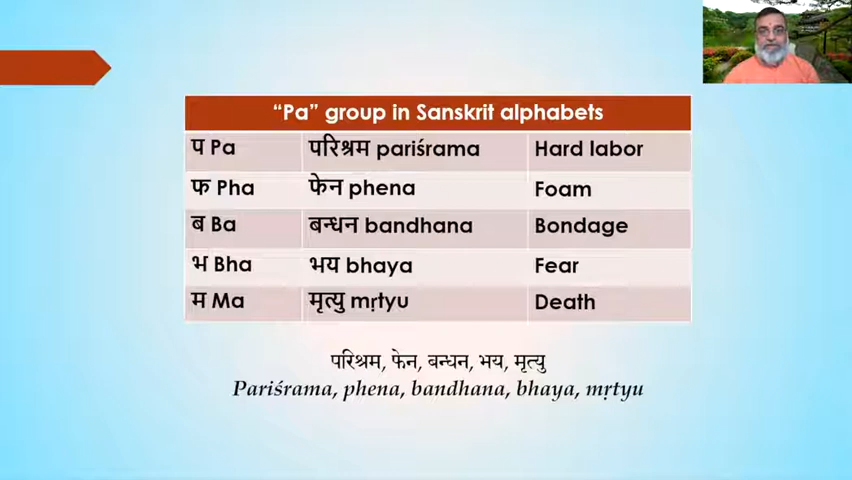 “Pa” group in Sanskrit alphabets
प Pa परिश्रम pariśrama Hard labor
फ Pha फेन phena Foam
ब Ba बन्धन bandhana Bondage
भ Bha भय bhaya Fear
म Ma मृत्यु mṛtyu Death
परिश्रम, फेन, बन्धन, भय, मृत्यु
Pariśrama, phena, bandhana, bhaya, mṛtyu